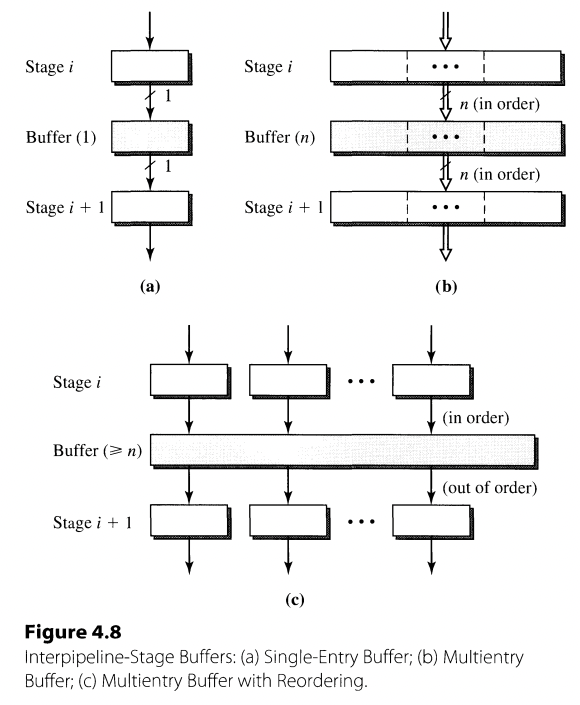 Stage i
1
Buffer (1)
1
Stage i + 1
(a)
Stage i
• • •
n (in order)
Buffer (n)
• • •
n (in order)
Stage i + 1
• • •
(b)
Stage i
• • •
(in order)
Buffer (≥ n)
(out of order)
Stage i + 1
• • •
(c)
Figure 4.8
Interpipeline-Stage Buffers: (a) Single-Entry Buffer; (b) Multientry
Buffer; (c) Multientry Buffer with Reordering.